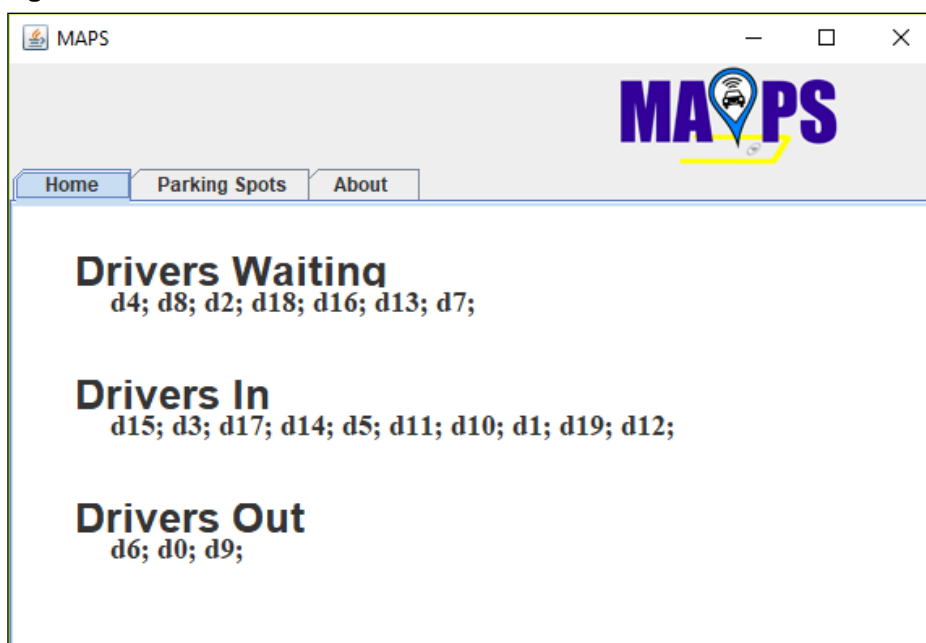 MAPS
MAPS
Home Parking Spots About
Drivers Waiting
d4; d8; d2; d18; d16; d13; d7;
Drivers In
d15; d3; d17; d14; d5; d11; d10; d1; d19; d12;
Drivers Out
d6; d0; d9;